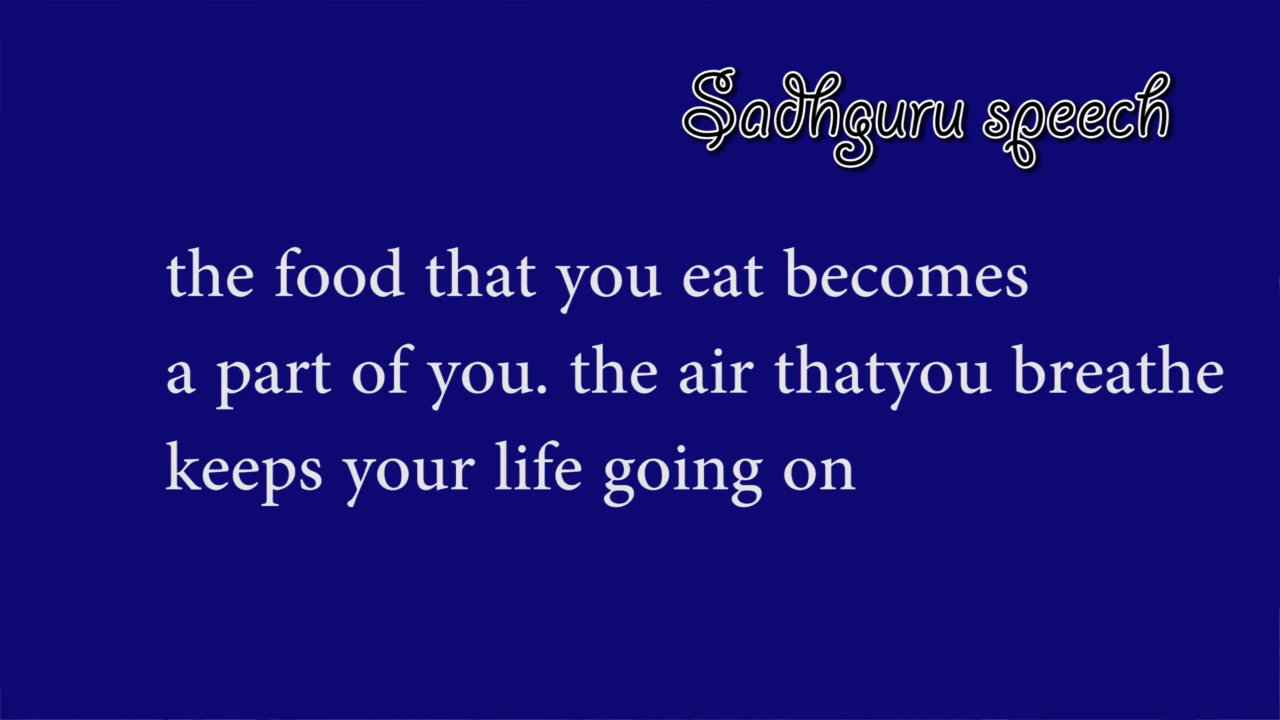 Sadhguru speech
the food that you eat becomes
a part of you. the air thatyou breathe
keeps your life going on